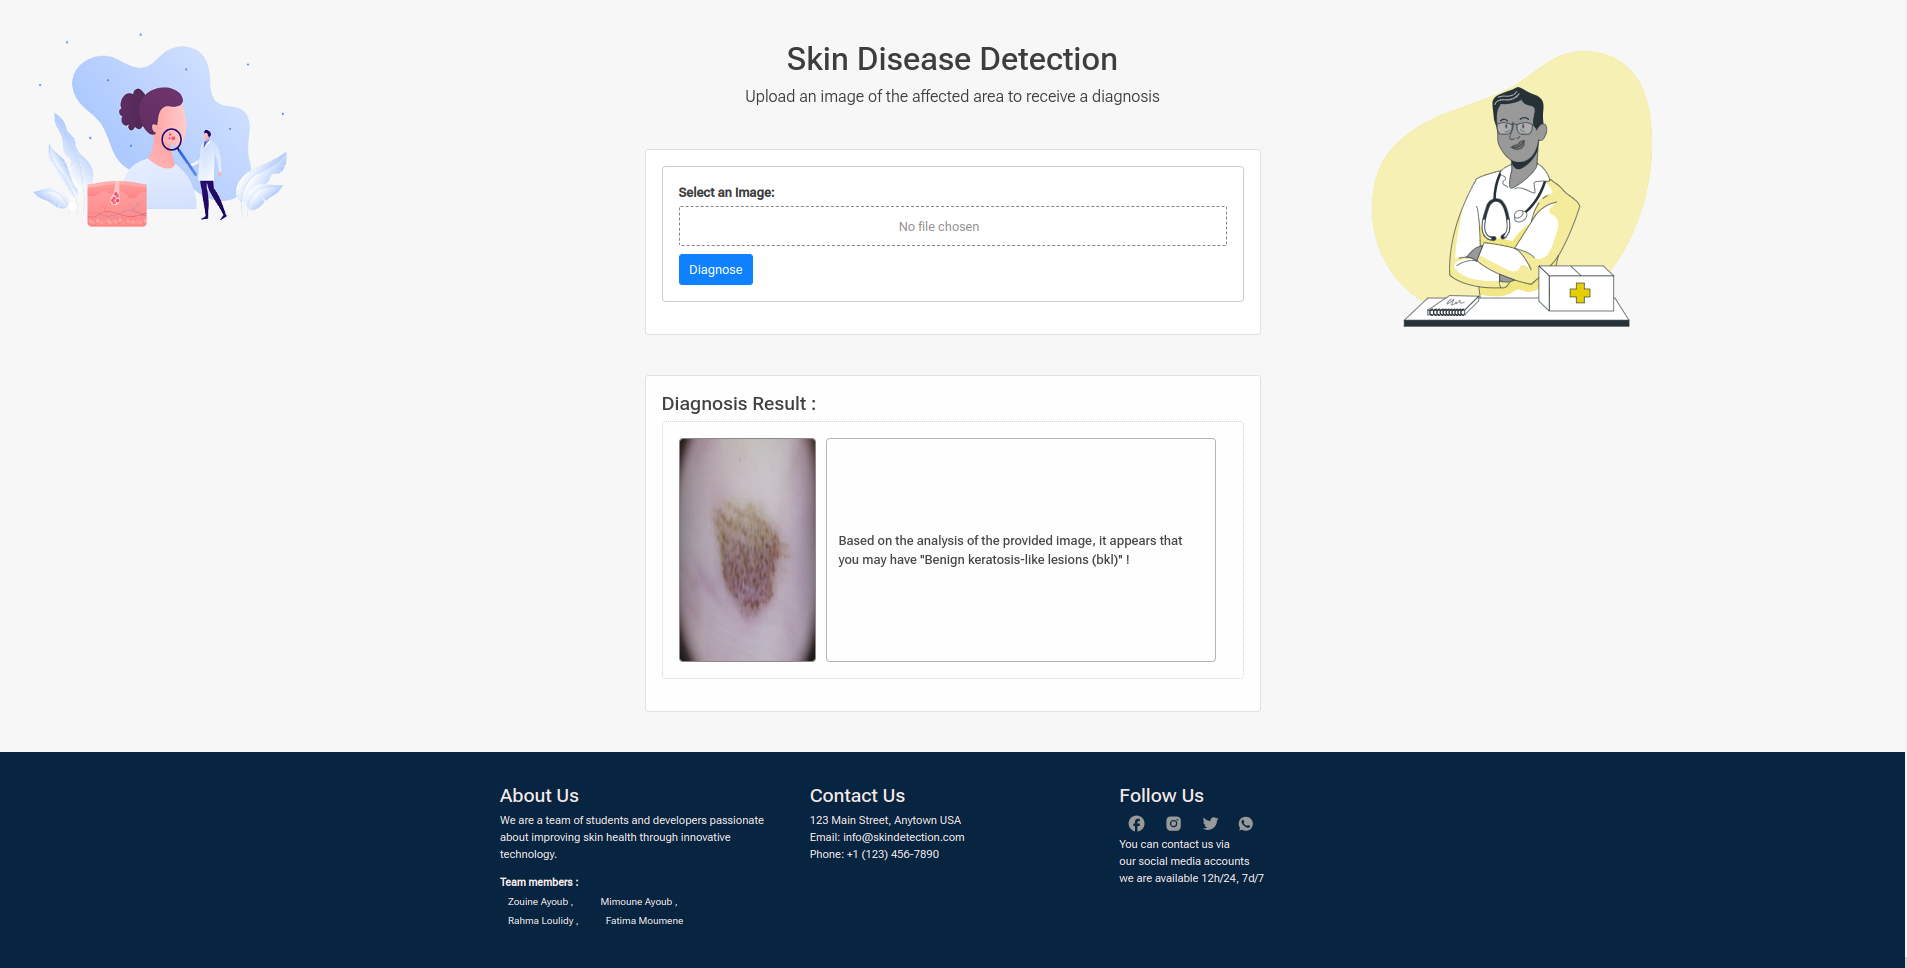 Skin Disease Detection
Upload an image of the affected area to receive a diagnosis
Select an Image:
No file chosen
Diagnose
Diagnosis Result :
Based on the analysis of the provided image, it appears that
you may have "Benign keratosis-like lesions (bkl)" !
About Us
We are a team of students and developers passionate
about improving skin health through innovative
technology.
Team members :
Zouine Ayoub , Mimoune Ayoub ,
Rahma Loulidy , Fatima Moumene
Contact Us
123 Main Street, Anytown USA
Email: info@skindetection.com
Phone: +1 (123) 456-7890
Follow Us
You can contact us via
our social media accounts
we are available 12h/24, 7d/7